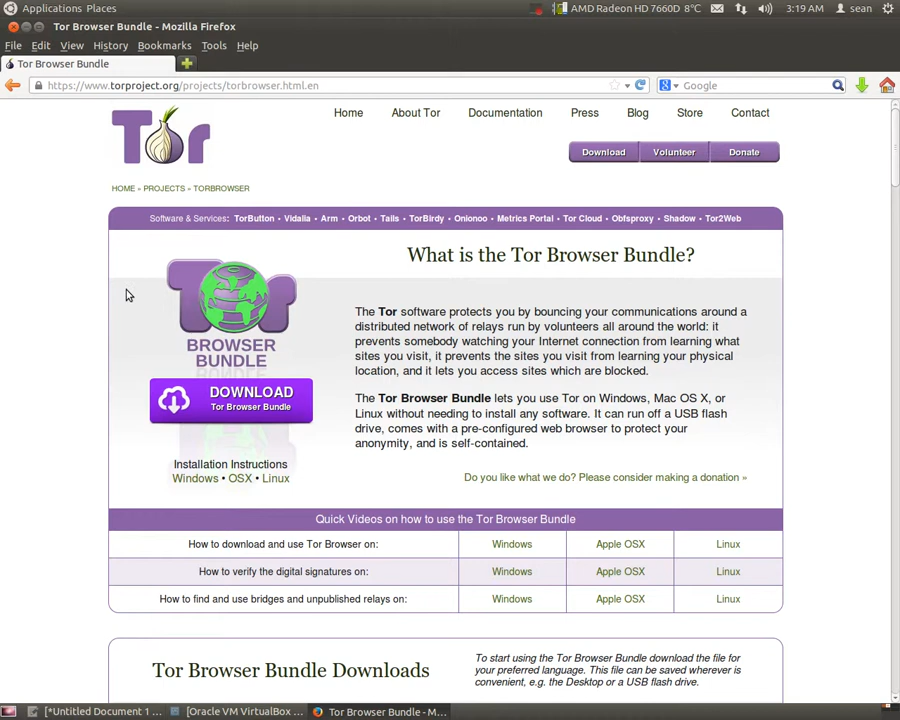 Applications Places
AMD Radeon HD 7660D 8°C
3:19 AM
sean
Tor Browser Bundle - Mozilla Firefox
File Edit View History Bookmarks Tools Help
Tor Browser Bundle
https://www.torproject.org/projects/torbrowser.html.en
Google
Tor
Home About Tor Documentation Press Blog Store Contact
Download Volunteer Donate
HOME » PROJECTS » TORBROWSER
Software & Services: TorButton • Vidalia • Arm • Orbot • Tails • TorBirdy • Onionoo • Metrics Portal • Tor Cloud • Obfsproxy • Shadow • Tor2Web
What is the Tor Browser Bundle?
Tor
BROWSER
BUNDLE
DOWNLOAD
Tor Browser Bundle
Installation Instructions
Windows • OSX • Linux
The Tor software protects you by bouncing your communications around a
distributed network of relays run by volunteers all around the world: it
prevents somebody watching your Internet connection from learning what
sites you visit, it prevents the sites you visit from learning your physical
location, and it lets you access sites which are blocked.
The Tor Browser Bundle lets you use Tor on Windows, Mac OS X, or
Linux without needing to install any software. It can run off a USB flash
drive, comes with a pre-configured web browser to protect your
anonymity, and is self-contained.
Do you like what we do? Please consider making a donation »
Quick Videos on how to use the Tor Browser Bundle
How to download and use Tor Browser on: Windows Apple OSX Linux
How to verify the digital signatures on: Windows Apple OSX Linux
How to find and use bridges and unpublished relays on: Windows Apple OSX Linux
Tor Browser Bundle Downloads
To start using the Tor Browser Bundle download the file for
your preferred language. This file can be saved wherever is
convenient, e.g. the Desktop or a USB flash drive.
[*Untitled Document 1 ... [Oracle VM VirtualBox ... Tor Browser Bundle - M...